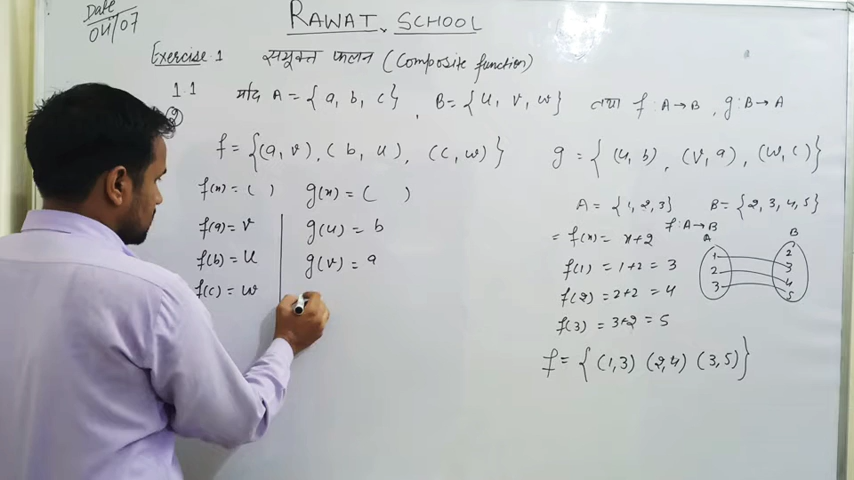 Date
04/07
RAWAT SCHOOL
Exercise 1 संयुक्त फलन (Composite function)
1.1
यदि A = {a, b, c}, B = {u, v, w} तथा f : A→B, g : B→A
f = {(a, v), (b, u), (c, w)}
g = {(u, b), (v, a), (w, c)}
f(x) = ( ) g(x) = ( )
f(a) = v g(u) = b
f(b) = u g(v) = a
f(c) = w
A = {1, 2, 3} B = {2, 3, 4, 5}
f : A→B
= f(x) = x+2
f(1) = 1+2 = 3
f(2) = 2+2 = 4
f(3) = 3+2 = 5
A B
1 2
2 3
3 4
5
f = {(1,3) (2,4) (3,5)}